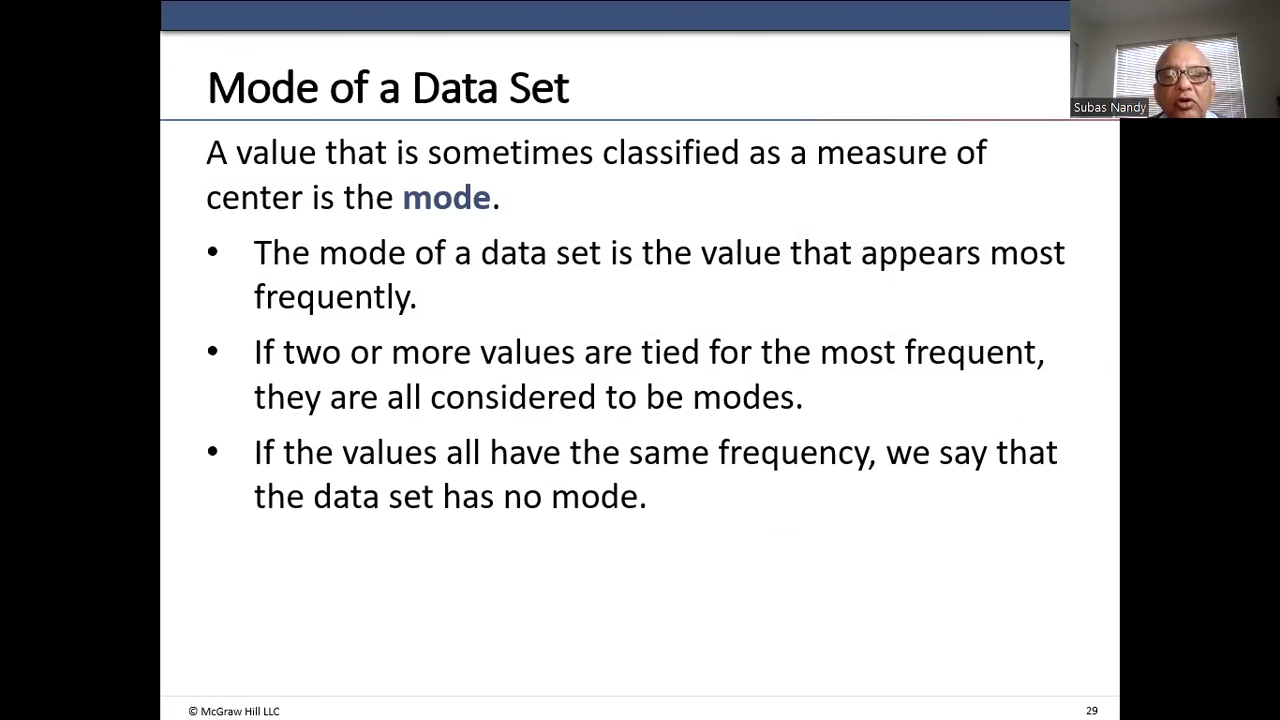 Mode of a Data Set
Subas Nandy
A value that is sometimes classified as a measure of
center is the mode.
• The mode of a data set is the value that appears most
frequently.
• If two or more values are tied for the most frequent,
they are all considered to be modes.
• If the values all have the same frequency, we say that
the data set has no mode.
© McGraw Hill LLC
29